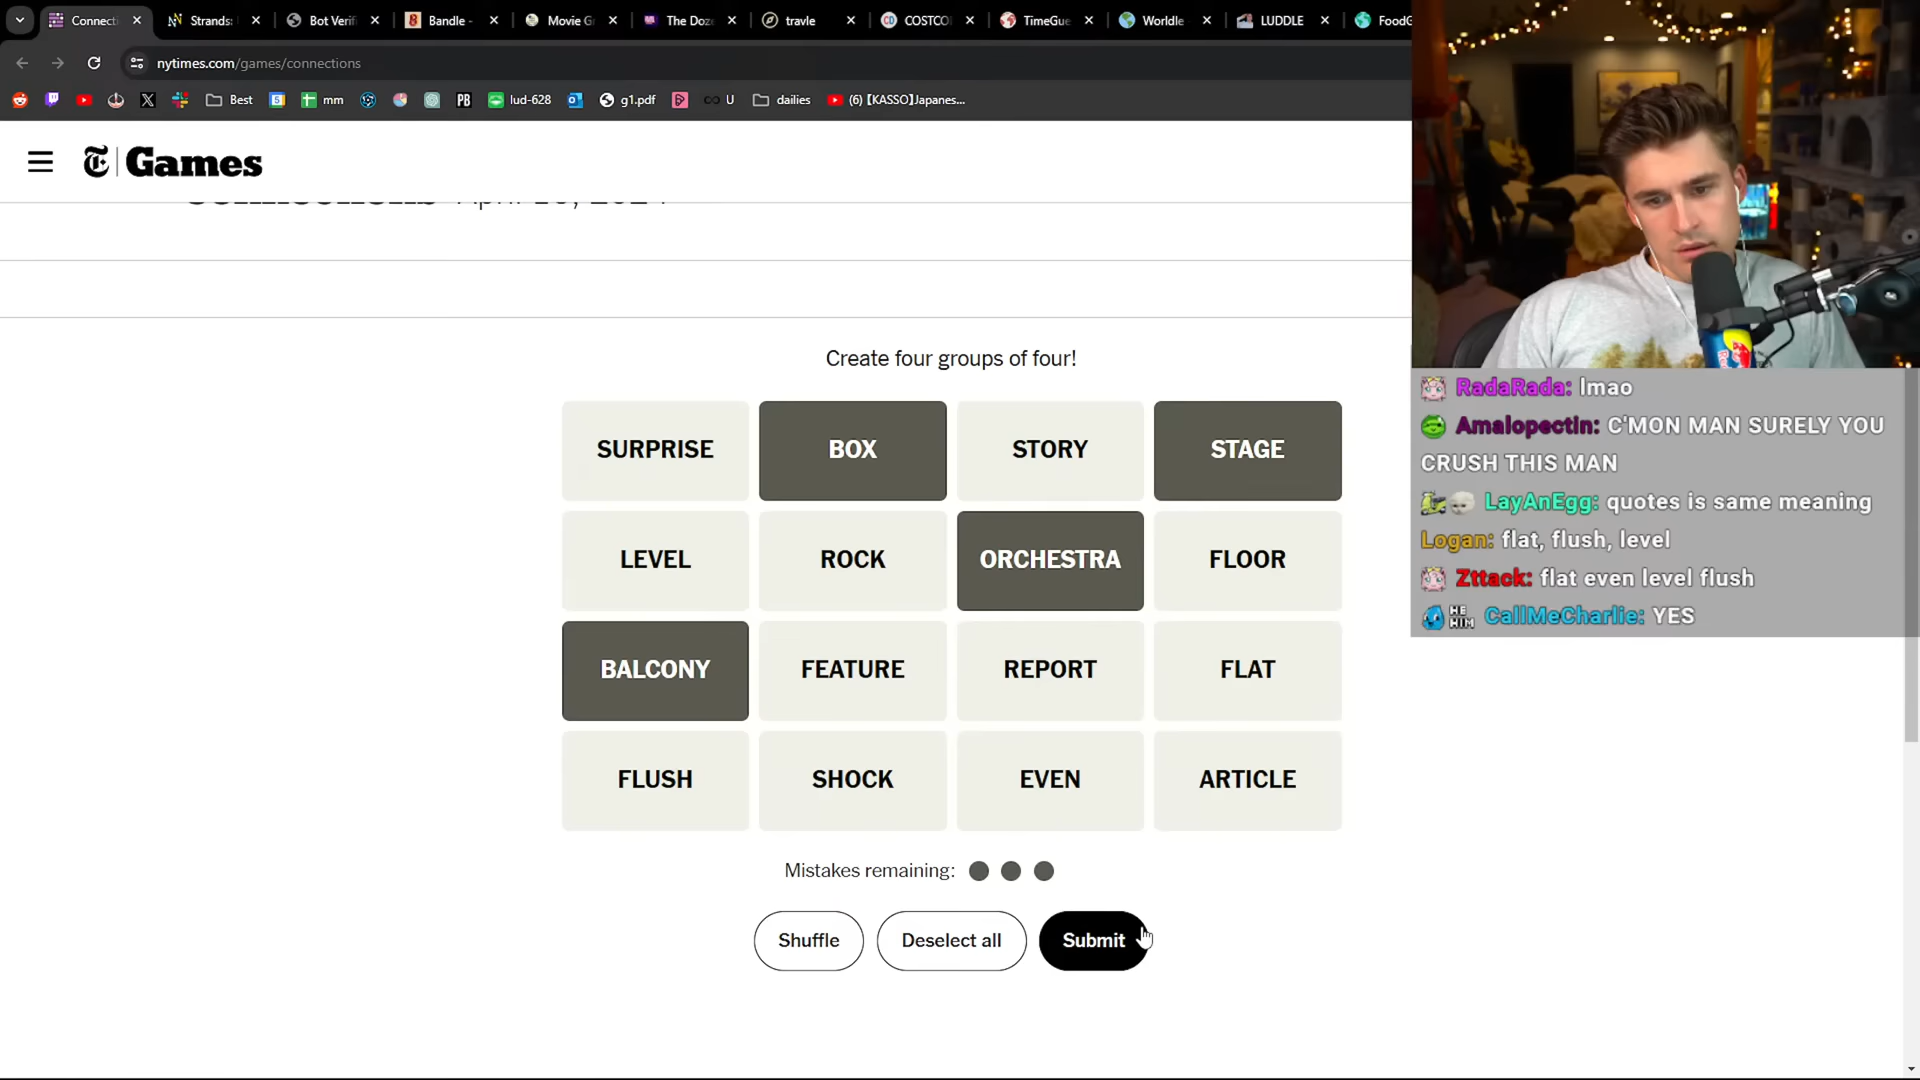 Connecti
Strands:
Bot Verif
Bandle -
Movie G
The Doze
travle
COSTCO
TimeGue
Worldle
LUDDLE
FoodG
nytimes.com/games/connections
Best
mm
lud-628
g1.pdf
U
dailies
(6) [KASSO]Japanes...
Games
Create four groups of four!
SURPRISE
BOX
STORY
STAGE
LEVEL
ROCK
ORCHESTRA
FLOOR
BALCONY
FEATURE
REPORT
FLAT
FLUSH
SHOCK
EVEN
ARTICLE
Mistakes remaining:
Shuffle
Deselect all
Submit
RadaRada: lmao
Amalopectin: C'MON MAN SURELY YOU
CRUSH THIS MAN
LayAnEgg: quotes is same meaning
Logan: flat, flush, level
Zttack: flat even level flush
HE HIM CallMeCharlie: YES